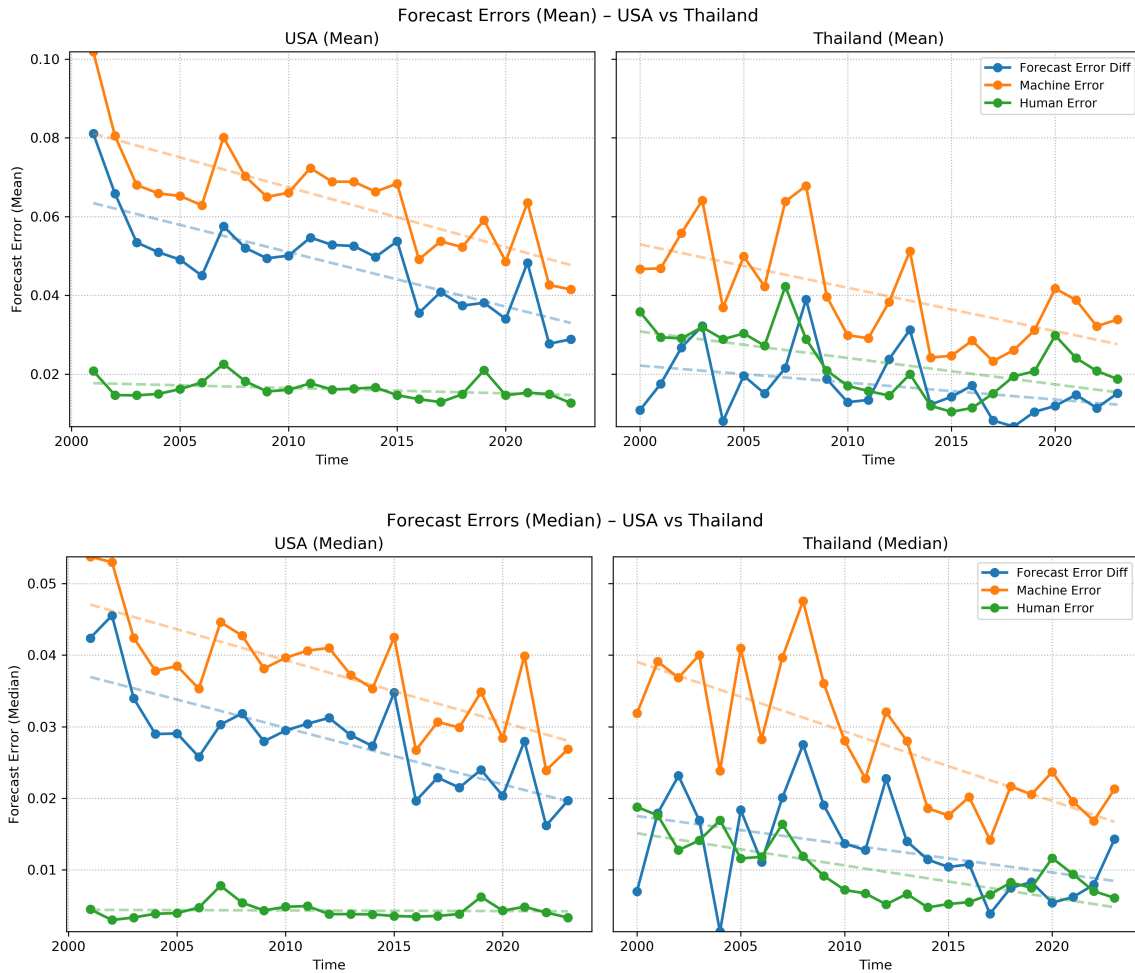 Forecast Errors (Mean) – USA vs Thailand
USA (Mean)
Thailand (Mean)
0.10
0.08
0.06
0.04
0.02
Forecast Error (Mean)
2000
2005
2010
2015
2020
Time
Forecast Error Diff
Machine Error
Human Error
2000
2005
2010
2015
2020
Time
Forecast Errors (Median) – USA vs Thailand
USA (Median)
Thailand (Median)
0.05
0.04
0.03
0.02
0.01
Forecast Error (Median)
2000
2005
2010
2015
2020
Time
Forecast Error Diff
Machine Error
Human Error
2000
2005
2010
2015
2020
Time